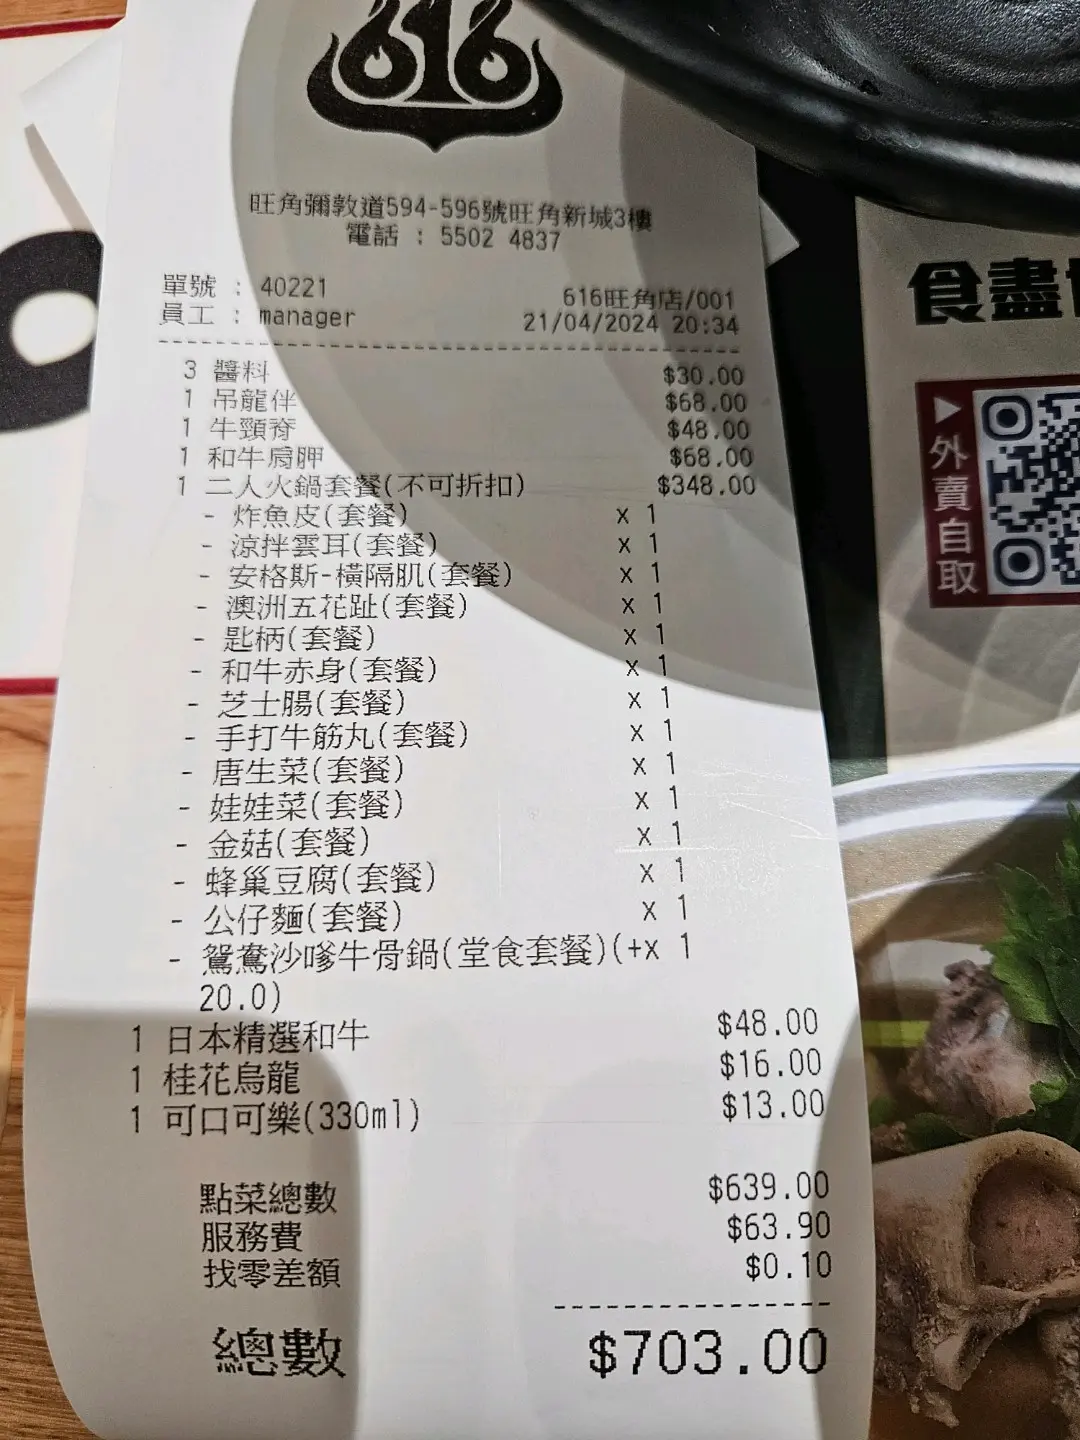 616
旺角彌敦道594-596號旺角新城3樓
電話 : 5502 4837
單號 : 40221
616旺角店/001
員工 : manager
21/04/2024 20:34
3 醬料 $30.00
1 吊龍伴 $68.00
1 牛頸脊 $48.00
1 和牛肩胛 $68.00
1 二人火鍋套餐(不可折扣) $348.00
- 炸魚皮(套餐) x 1
- 涼拌雲耳(套餐) x 1
- 安格斯-橫隔肌(套餐) x 1
- 澳洲五花趾(套餐) x 1
- 匙柄(套餐) x 1
- 和牛赤身(套餐) x 1
- 芝士腸(套餐) x 1
- 手打牛筋丸(套餐) x 1
- 唐生菜(套餐) x 1
- 娃娃菜(套餐) x 1
- 金菇(套餐) x 1
- 蜂巢豆腐(套餐) x 1
- 公仔麵(套餐) x 1
- 鴛鴦沙嗲牛骨鍋(堂食套餐)(+x 1
20.0)
1 日本精選和牛 $48.00
1 桂花烏龍 $16.00
1 可口可樂(330ml) $13.00
點菜總數 $639.00
服務費 $63.90
找零差額 $0.10
總數 $703.00
食盡
外賣自取